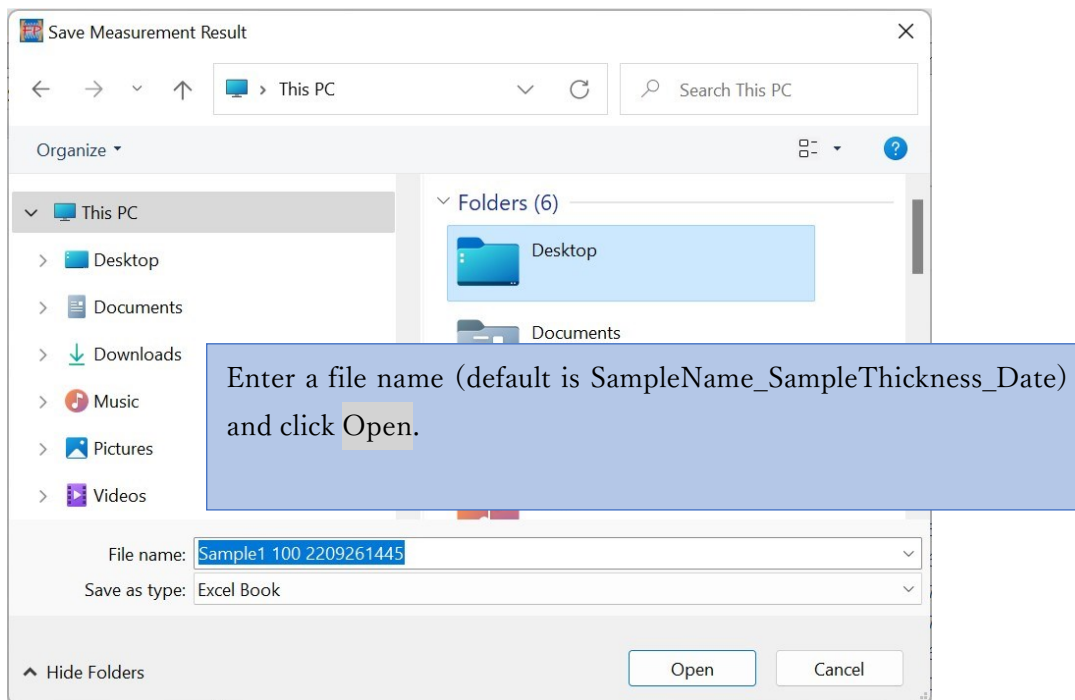 FP Save Measurement Result
This PC
Search This PC
Organize
?
This PC
Desktop
Documents
Downloads
Music
Pictures
Videos
Folders (6)
Desktop
Documents
Enter a file name (default is SampleName_SampleThickness_Date)
and click Open.
File name: Sample1 100 2209261445
Save as type: Excel Book
Hide Folders
Open
Cancel